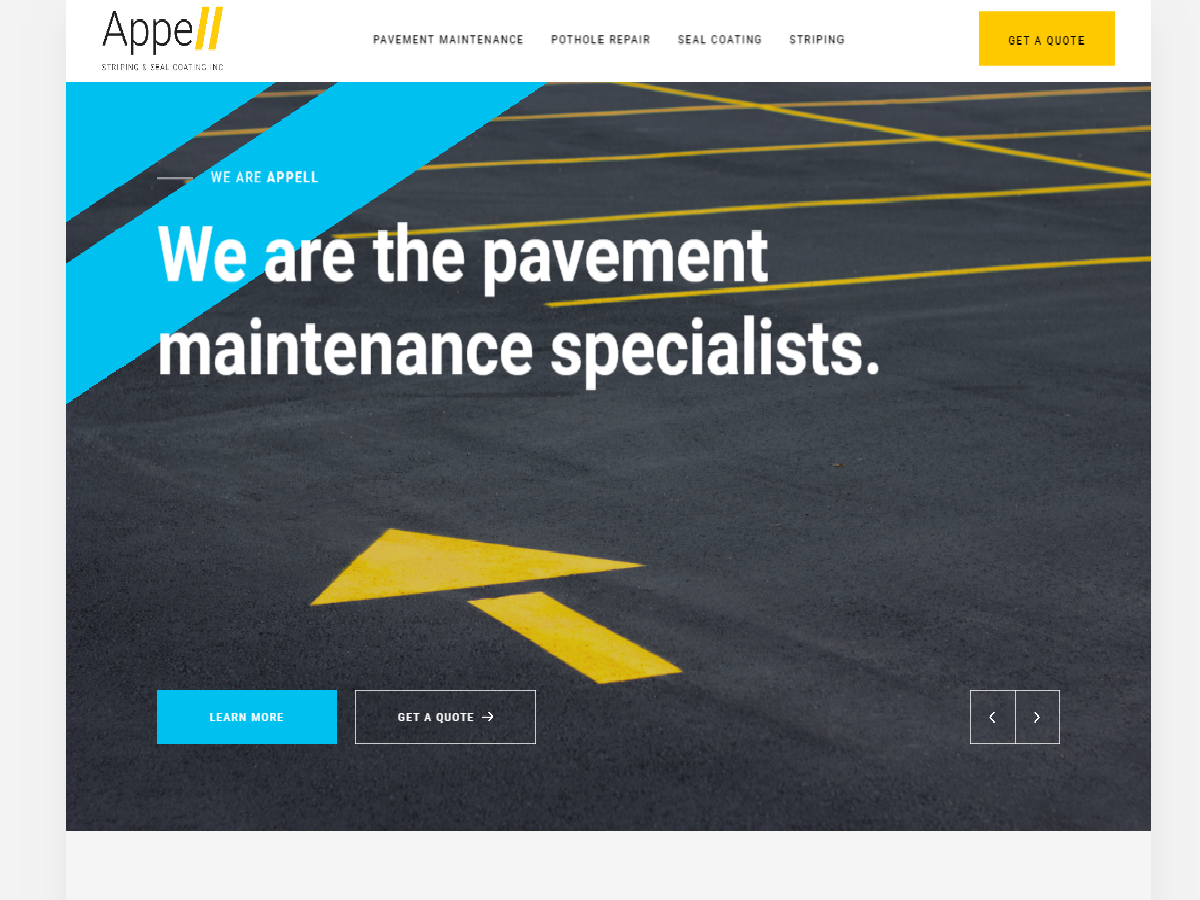 Appell
STRIPING & SEAL COATING INC
PAVEMENT MAINTENANCE
POTHOLE REPAIR
SEAL COATING
STRIPING
GET A QUOTE
WE ARE APPELL
We are the pavement
maintenance specialists.
LEARN MORE
GET A QUOTE →